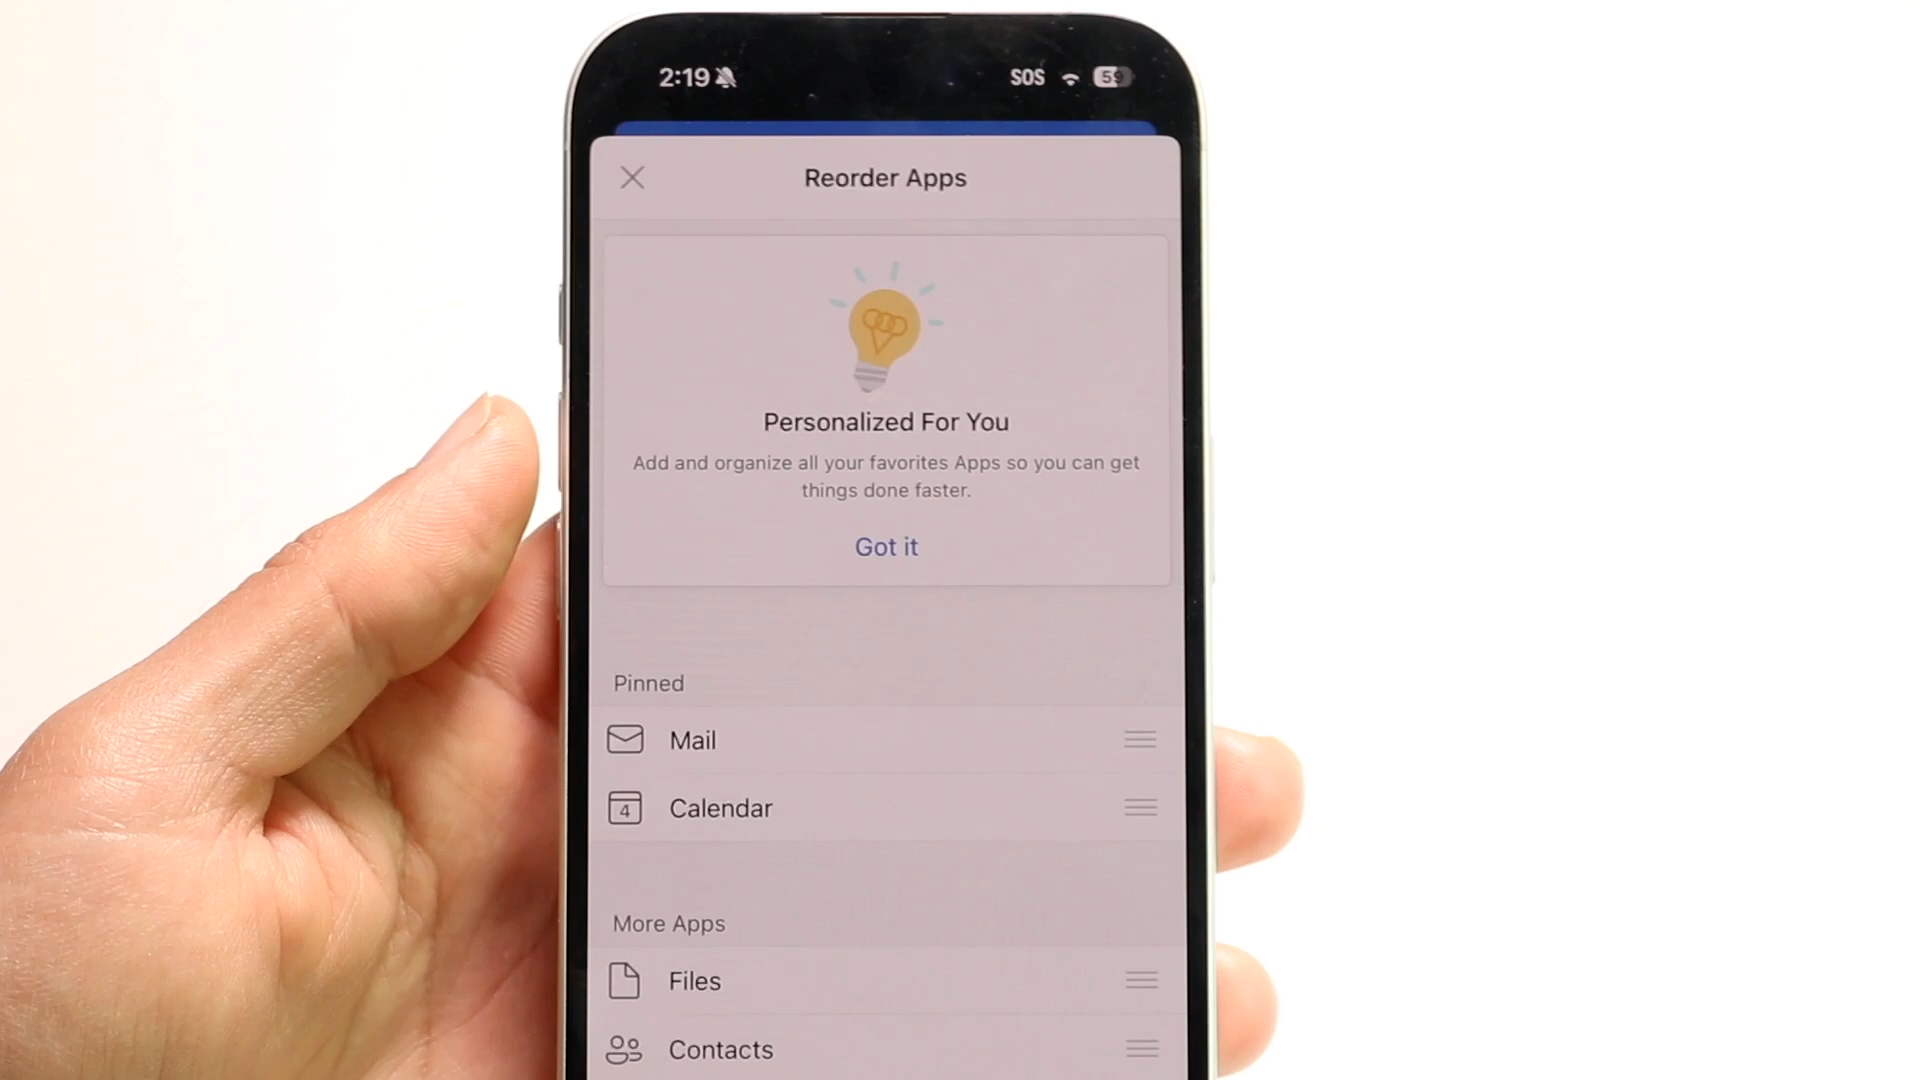 2:19 SOS 59
Reorder Apps
Personalized For You
Add and organize all your favorites Apps so you can get
things done faster.
Got it
Pinned
Mail
4 Calendar
More Apps
Files
Contacts